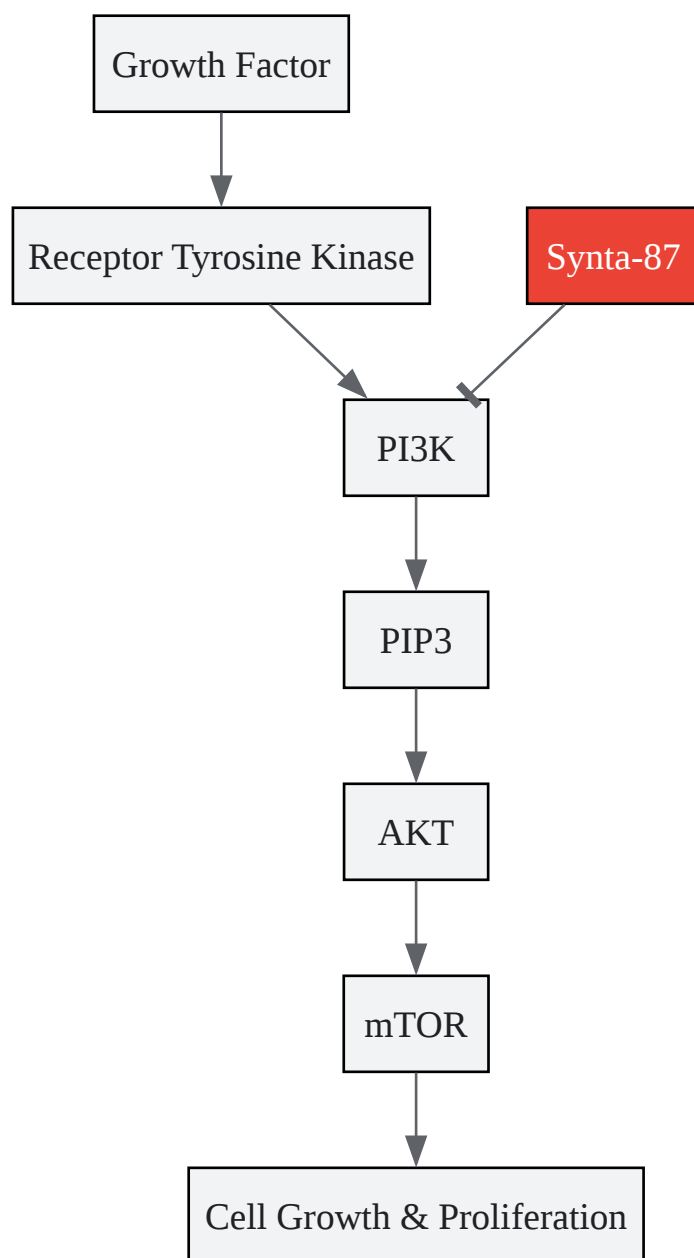 Growth Factor
Receptor Tyrosine Kinase
Synta-87
PI3K
PIP3
AKT
mTOR
Cell Growth & Proliferation